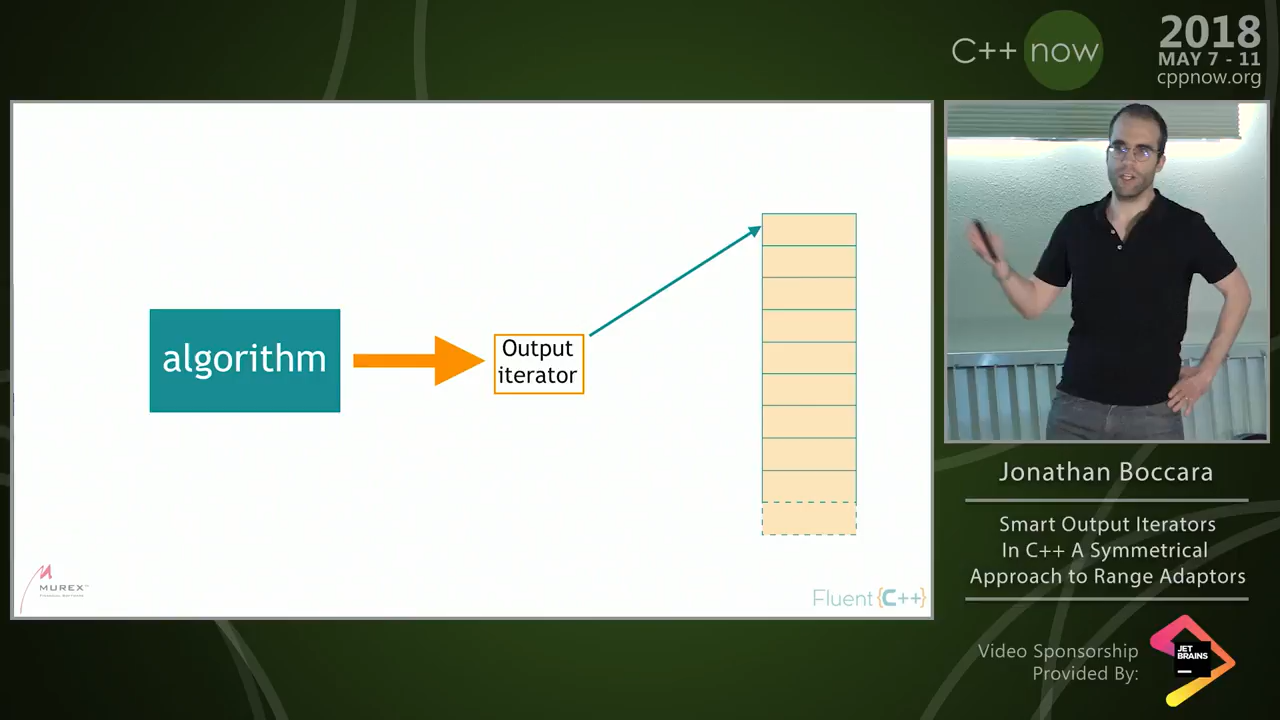 C++ now
2018
MAY 7 - 11
cppnow.org
algorithm
Output
iterator
MUREX
Fluent {C++}
Jonathan Boccara
Smart Output Iterators
In C++ A Symmetrical
Approach to Range Adaptors
Video Sponsorship
Provided By:
JET
BRAINS